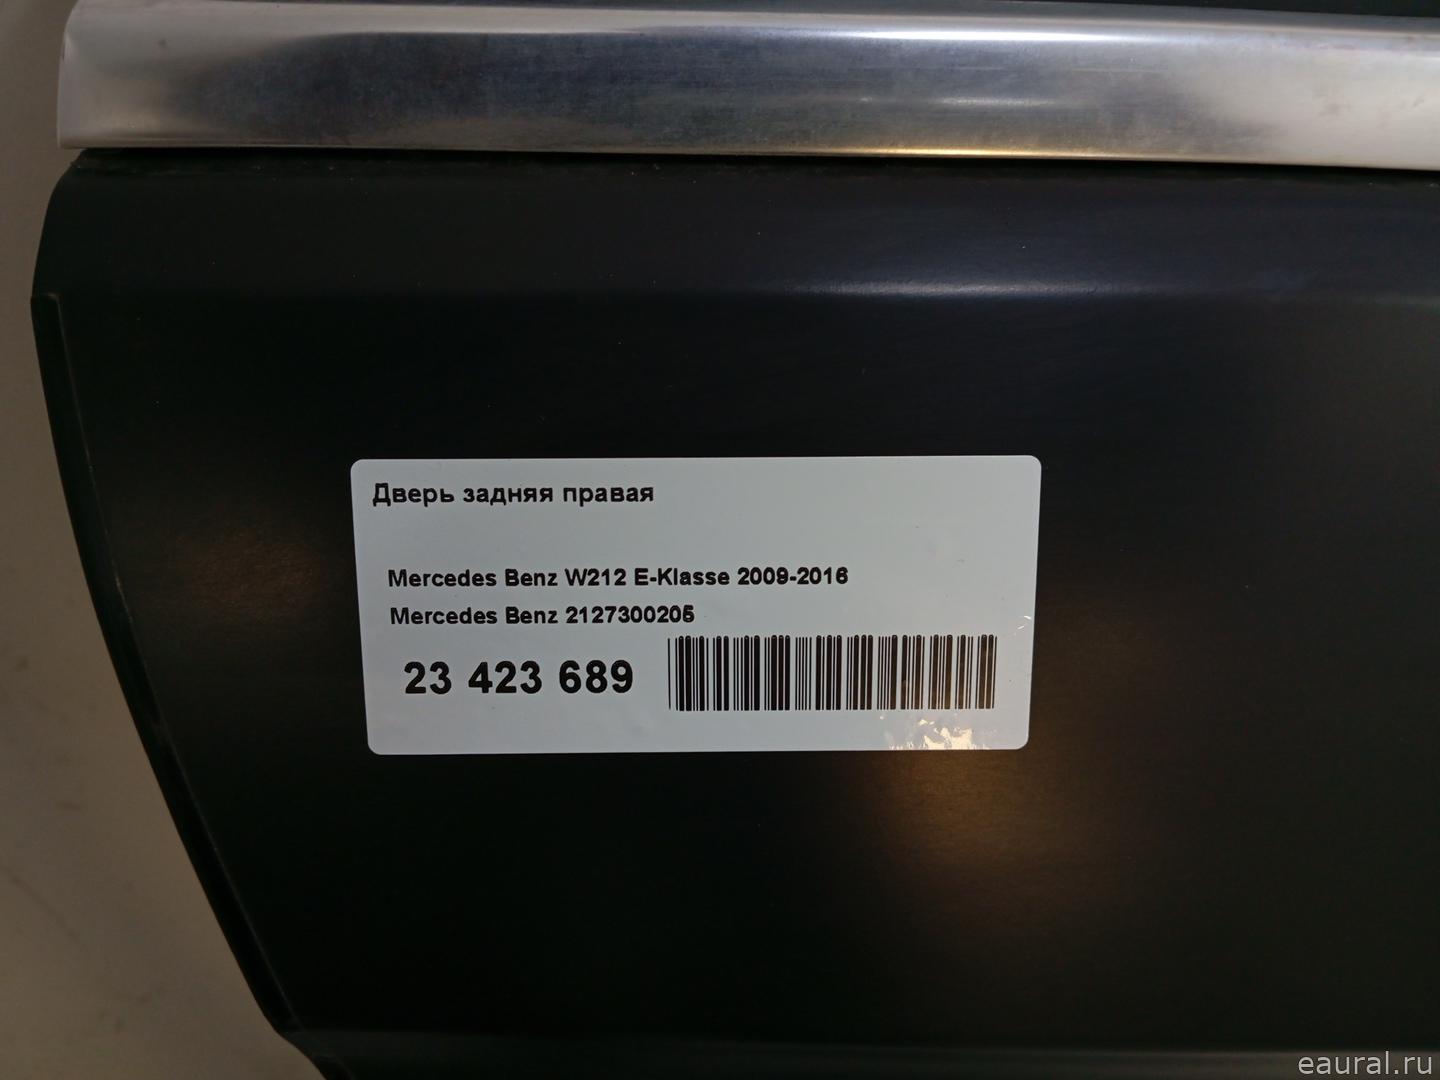 Дверь задняя правая
Mercedes Benz W212 E-Klasse 2009-2016
Mercedes Benz 2127300205
23 423 689
eaural.ru